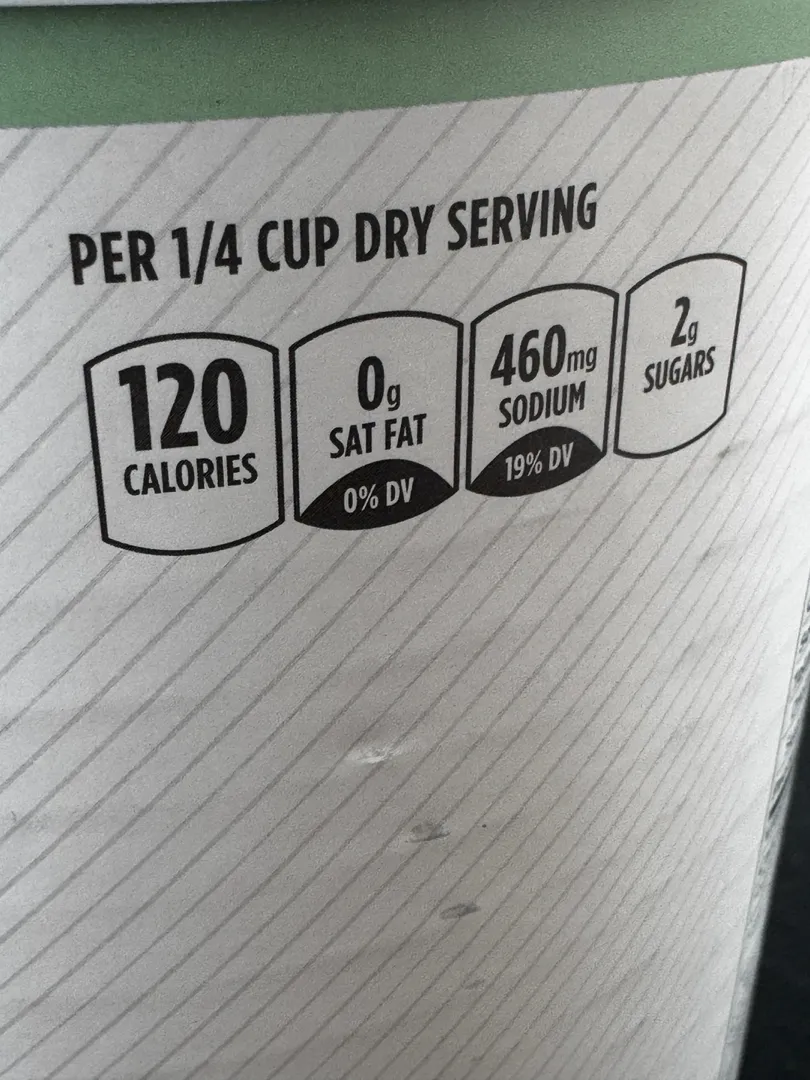 PER 1/4 CUP DRY SERVING
120
CALORIES
0g
SAT FAT
0% DV
460mg
SODIUM
19% DV
2g
SUGARS